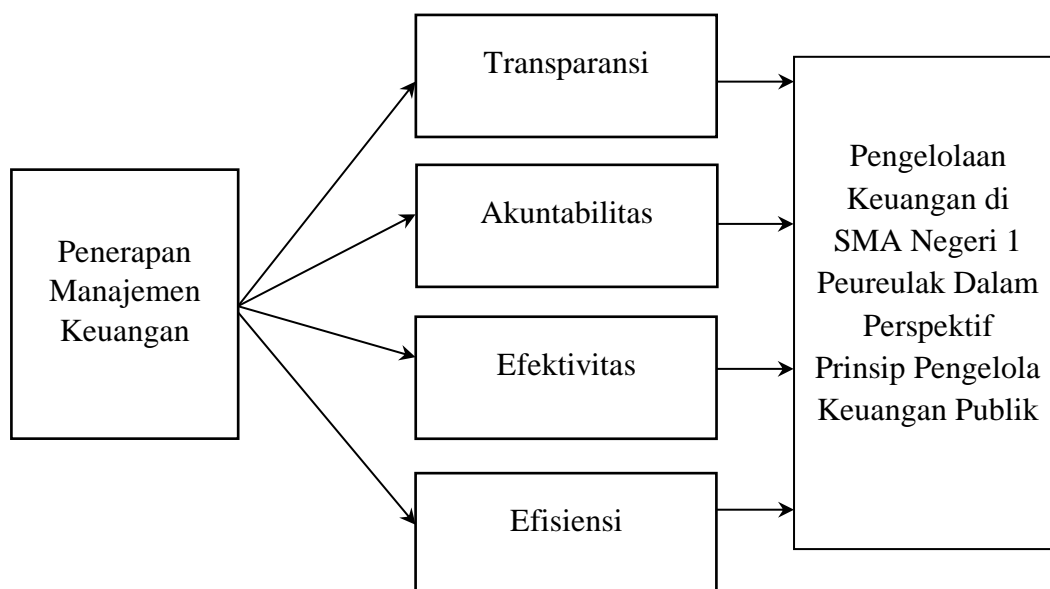 Penerapan
Manajemen
Keuangan
Transparansi
Akuntabilitas
Efektivitas
Efisiensi
Pengelolaan
Keuangan di
SMA Negeri 1
Peureulak Dalam
Perspektif
Prinsip Pengelola
Keuangan Publik